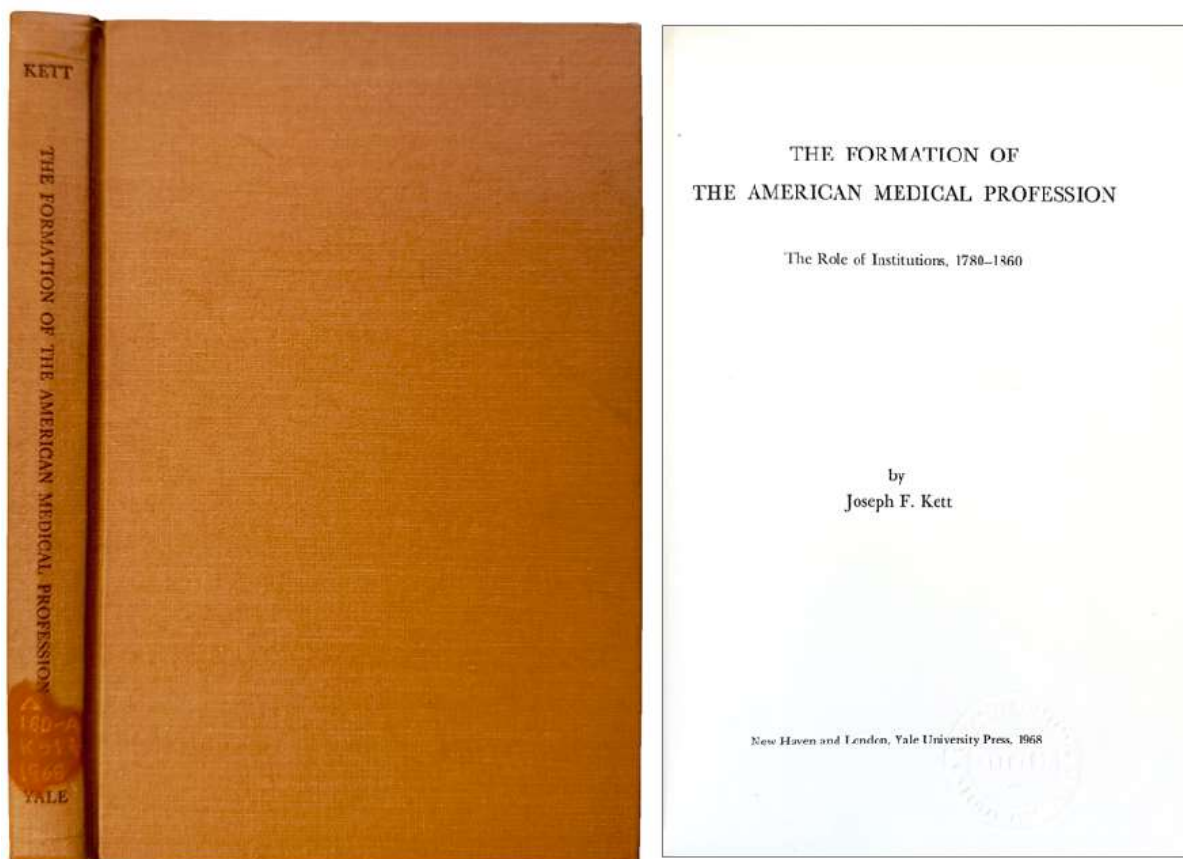 KETT
THE FORMATION OF THE AMERICAN MEDICAL PROFESSION
1968
YALE
THE FORMATION OF
THE AMERICAN MEDICAL PROFESSION
The Role of Institutions, 1780–1860
by
Joseph F. Kett
New Haven and London, Yale University Press, 1968